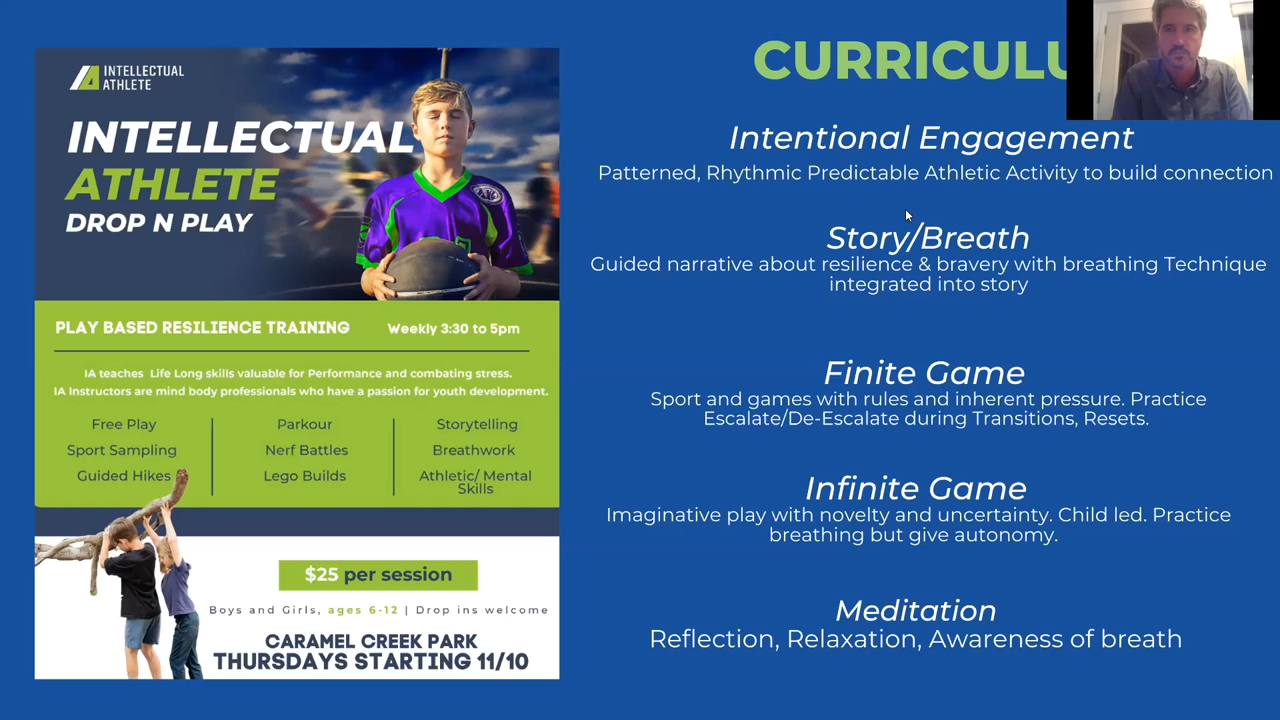 INTELLECTUAL
ATHLETE
INTELLECTUAL
ATHLETE
DROP N PLAY
PLAY BASED RESILIENCE TRAINING
Weekly 3:30 to 5pm
IA teaches Life Long skills valuable for Performance and combating stress.
IA Instructors are mind body professionals who have a passion for youth development.
Free Play
Sport Sampling
Guided Hikes
Parkour
Nerf Battles
Lego Builds
Storytelling
Breathwork
Athletic/ Mental
Skills
$25 per session
Boys and Girls, ages 6-12 | Drop ins welcome
CARAMEL CREEK PARK
THURSDAYS STARTING 11/10
CURRICULU
Intentional Engagement
Patterned, Rhythmic Predictable Athletic Activity to build connection
Story/Breath
Guided narrative about resilience & bravery with breathing Technique
integrated into story
Finite Game
Sport and games with rules and inherent pressure. Practice
Escalate/De-Escalate during Transitions, Resets.
Infinite Game
Imaginative play with novelty and uncertainty. Child led. Practice
breathing but give autonomy.
Meditation
Reflection, Relaxation, Awareness of breath